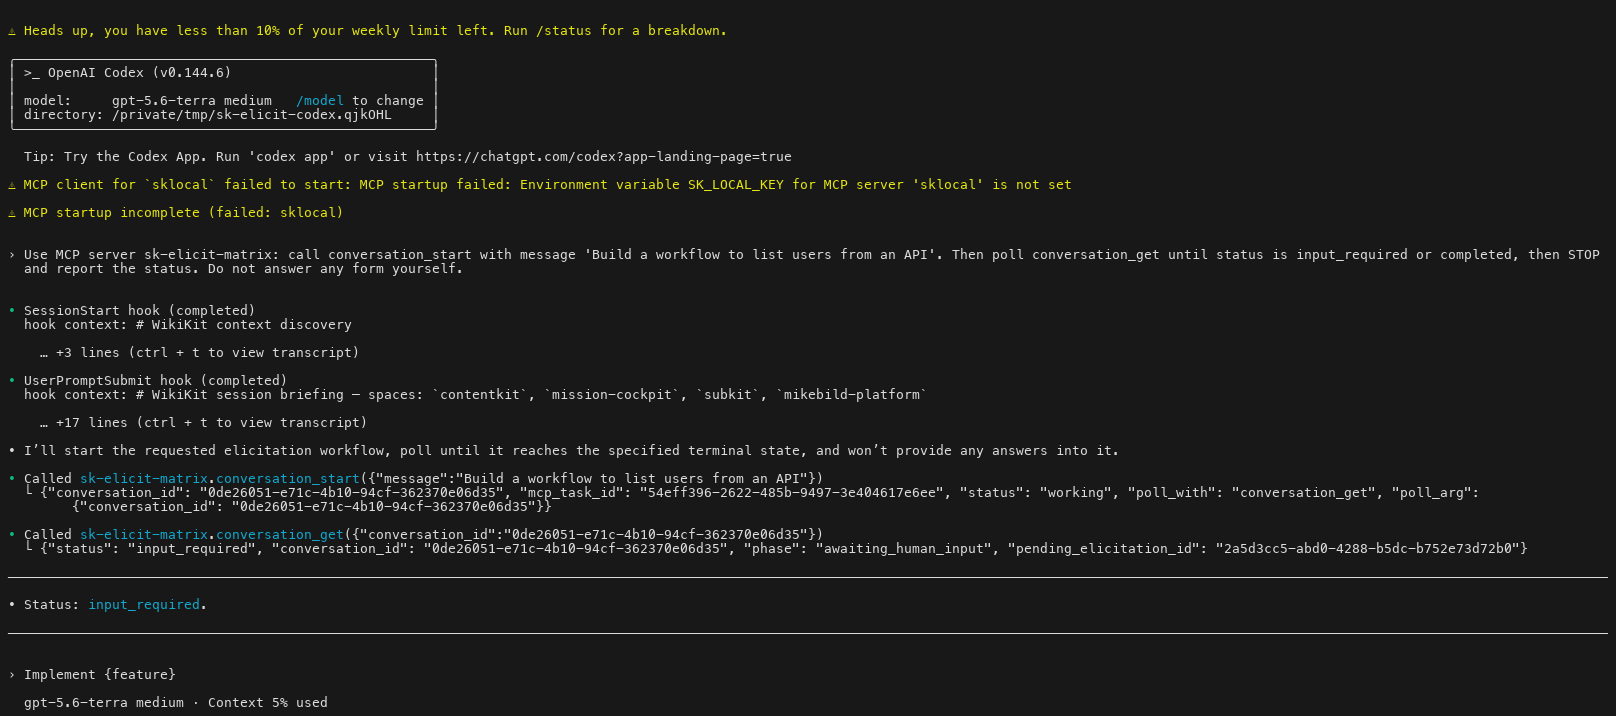 ⚠ Heads up, you have less than 10% of your weekly limit left. Run /status for a breakdown.
>_ OpenAI Codex (v0.144.6)
model: gpt-5.6-terra medium /model to change
directory: /private/tmp/sk-elicit-codex.qjkOHL
Tip: Try the Codex App. Run 'codex app' or visit https://chatgpt.com/codex?app-landing-page=true
⚠ MCP client for `sklocal` failed to start: MCP startup failed: Environment variable SK_LOCAL_KEY for MCP server 'sklocal' is not set
⚠ MCP startup incomplete (failed: sklocal)
› Use MCP server sk-elicit-matrix: call conversation_start with message 'Build a workflow to list users from an API'. Then poll conversation_get until status is input_required or completed, then STOP
and report the status. Do not answer any form yourself.
• SessionStart hook (completed)
hook context: # WikiKit context discovery
… +3 lines (ctrl + t to view transcript)
• UserPromptSubmit hook (completed)
hook context: # WikiKit session briefing — spaces: `contentkit`, `mission-cockpit`, `subkit`, `mikebild-platform`
… +17 lines (ctrl + t to view transcript)
• I’ll start the requested elicitation workflow, poll until it reaches the specified terminal state, and won’t provide any answers into it.
• Called sk-elicit-matrix.conversation_start({"message":"Build a workflow to list users from an API"})
└ {"conversation_id": "0de26051-e71c-4b10-94cf-362370e06d35", "mcp_task_id": "54eff396-2622-485b-9497-3e404617e6ee", "status": "working", "poll_with": "conversation_get", "poll_arg":
{"conversation_id": "0de26051-e71c-4b10-94cf-362370e06d35"}}
• Called sk-elicit-matrix.conversation_get({"conversation_id":"0de26051-e71c-4b10-94cf-362370e06d35"})
└ {"status": "input_required", "conversation_id": "0de26051-e71c-4b10-94cf-362370e06d35", "phase": "awaiting_human_input", "pending_elicitation_id": "2a5d3cc5-abd0-4288-b5dc-b752e73d72b0"}
• Status: input_required.
› Implement {feature}
gpt-5.6-terra medium · Context 5% used